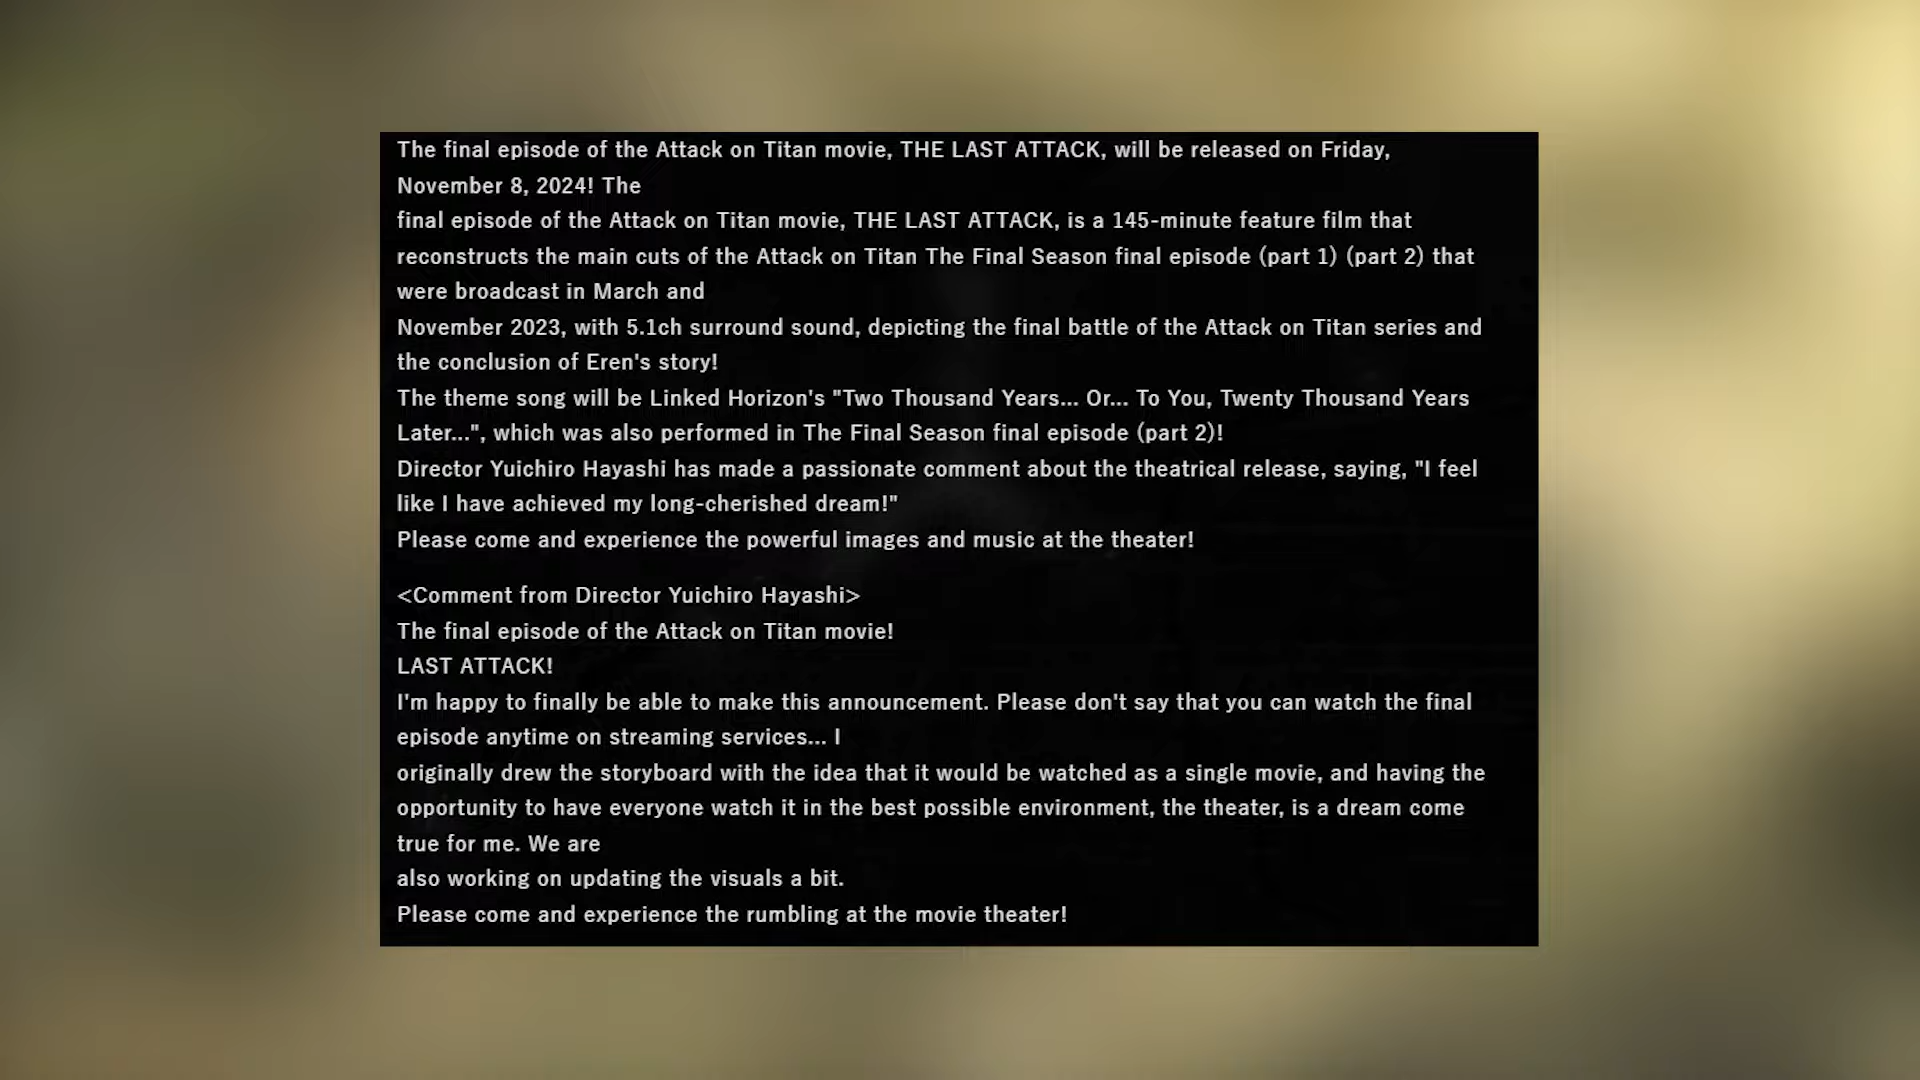 The final episode of the Attack on Titan movie, THE LAST ATTACK, will be released on Friday,
November 8, 2024! The
final episode of the Attack on Titan movie, THE LAST ATTACK, is a 145-minute feature film that
reconstructs the main cuts of the Attack on Titan The Final Season final episode (part 1) (part 2) that
were broadcast in March and
November 2023, with 5.1ch surround sound, depicting the final battle of the Attack on Titan series and
the conclusion of Eren's story!
The theme song will be Linked Horizon's "Two Thousand Years... Or... To You, Twenty Thousand Years
Later...", which was also performed in The Final Season final episode (part 2)!
Director Yuichiro Hayashi has made a passionate comment about the theatrical release, saying, "I feel
like I have achieved my long-cherished dream!"
Please come and experience the powerful images and music at the theater!
<Comment from Director Yuichiro Hayashi>
The final episode of the Attack on Titan movie!
LAST ATTACK!
I'm happy to finally be able to make this announcement. Please don't say that you can watch the final
episode anytime on streaming services... I
originally drew the storyboard with the idea that it would be watched as a single movie, and having the
opportunity to have everyone watch it in the best possible environment, the theater, is a dream come
true for me. We are
also working on updating the visuals a bit.
Please come and experience the rumbling at the movie theater!